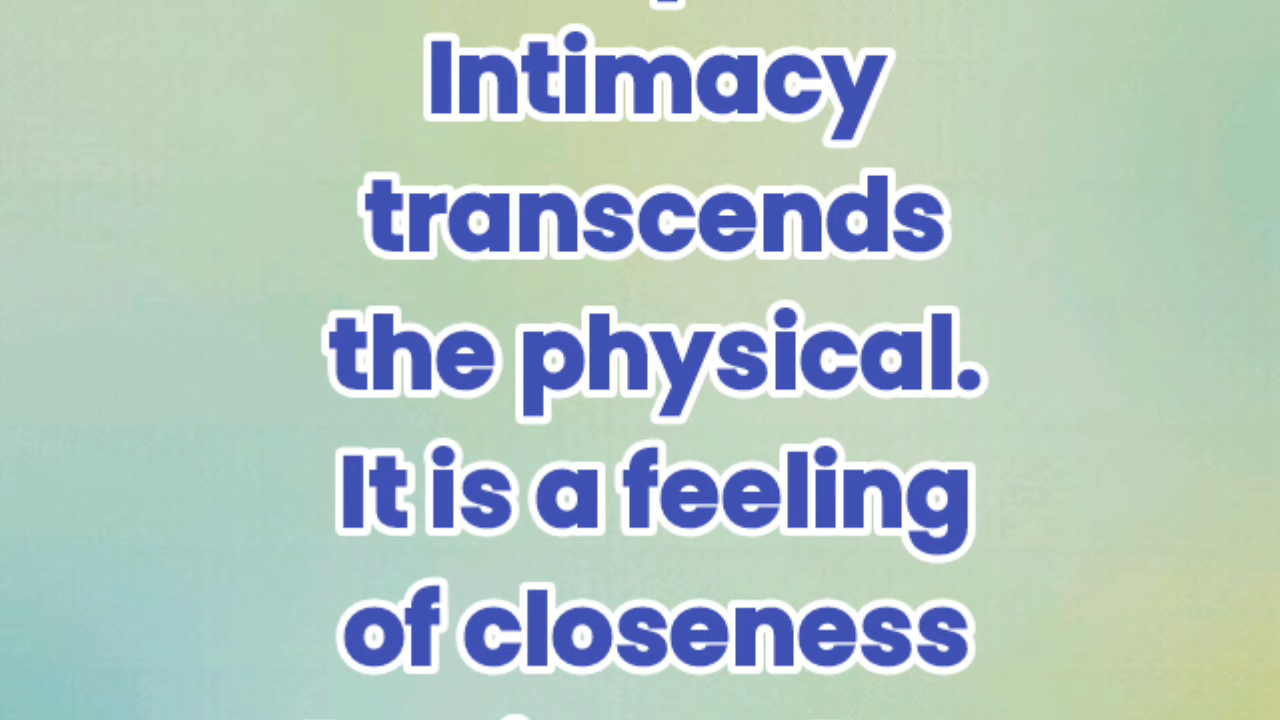 Intimacy
transcends
the physical.
It is a feeling
of closeness